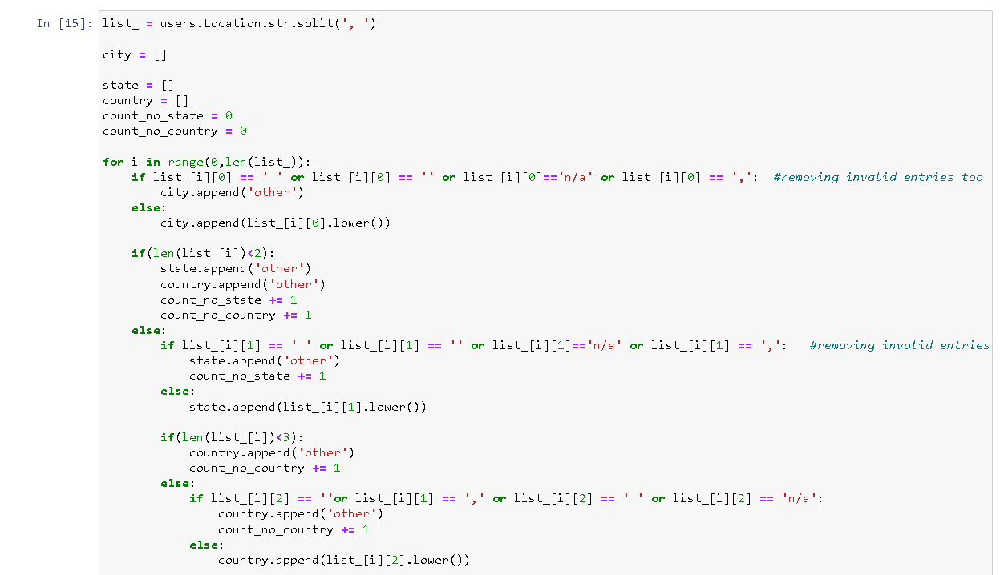 In [15]: list_ = users.Location.str.split(', ')
city = []
state = []
country = []
count_no_state = 0
count_no_country = 0
for i in range(0,len(list_)):
    if list_[i][0] == ' ' or list_[i][0] == '' or list_[i][0]=='n/a' or list_[i][0] == ',':  #removing invalid entries too
        city.append('other')
    else:
        city.append(list_[i][0].lower())
    if(len(list_[i])<2):
        state.append('other')
        country.append('other')
        count_no_state += 1
        count_no_country += 1
    else:
        if list_[i][1] == ' ' or list_[i][1] == '' or list_[i][1]=='n/a' or list_[i][1] == ',':   #removing invalid entries
            state.append('other')
            count_no_state += 1
        else:
            state.append(list_[i][1].lower())
        if(len(list_[i])<3):
            country.append('other')
            count_no_country += 1
        else:
            if list_[i][2] == ''or list_[i][1] == ',' or list_[i][2] == ' ' or list_[i][2] == 'n/a':
                country.append('other')
                count_no_country += 1
            else:
                country.append(list_[i][2].lower())